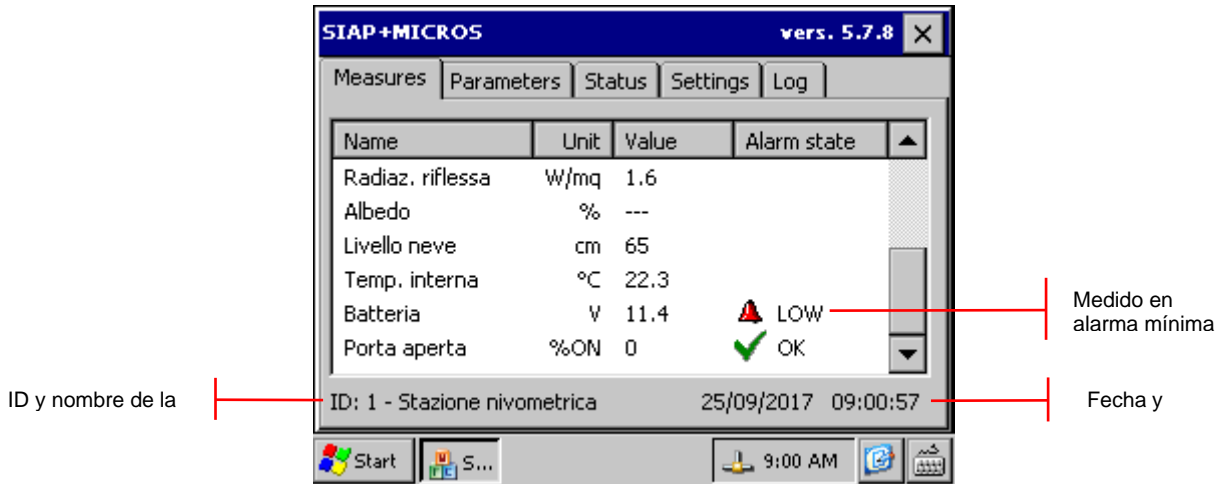 SIAP+MICROS vers. 5.7.8
Measures Parameters Status Settings Log
Name Unit Value Alarm state
Radiaz. riflessa W/mq 1.6
Albedo % ---
Livello neve cm 65
Temp. interna °C 22.3
Batteria V 11.4 LOW
Porta aperta %ON 0 OK
Medido en
alarma mínima
ID y nombre de la
ID: 1 - Stazione nivometrica 25/09/2017 09:00:57
Fecha y
Start S... 9:00 AM